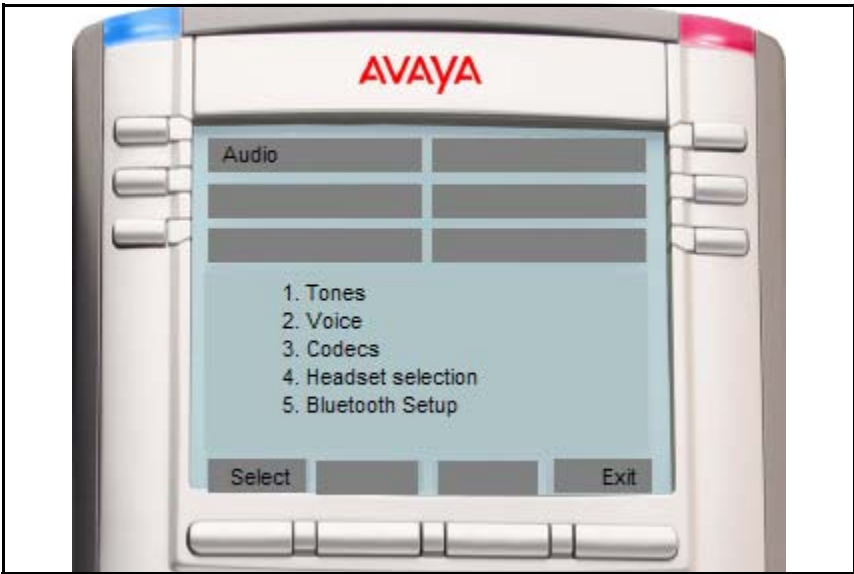 AVAYA
Audio
1. Tones
2. Voice
3. Codecs
4. Headset selection
5. Bluetooth Setup
Select Exit